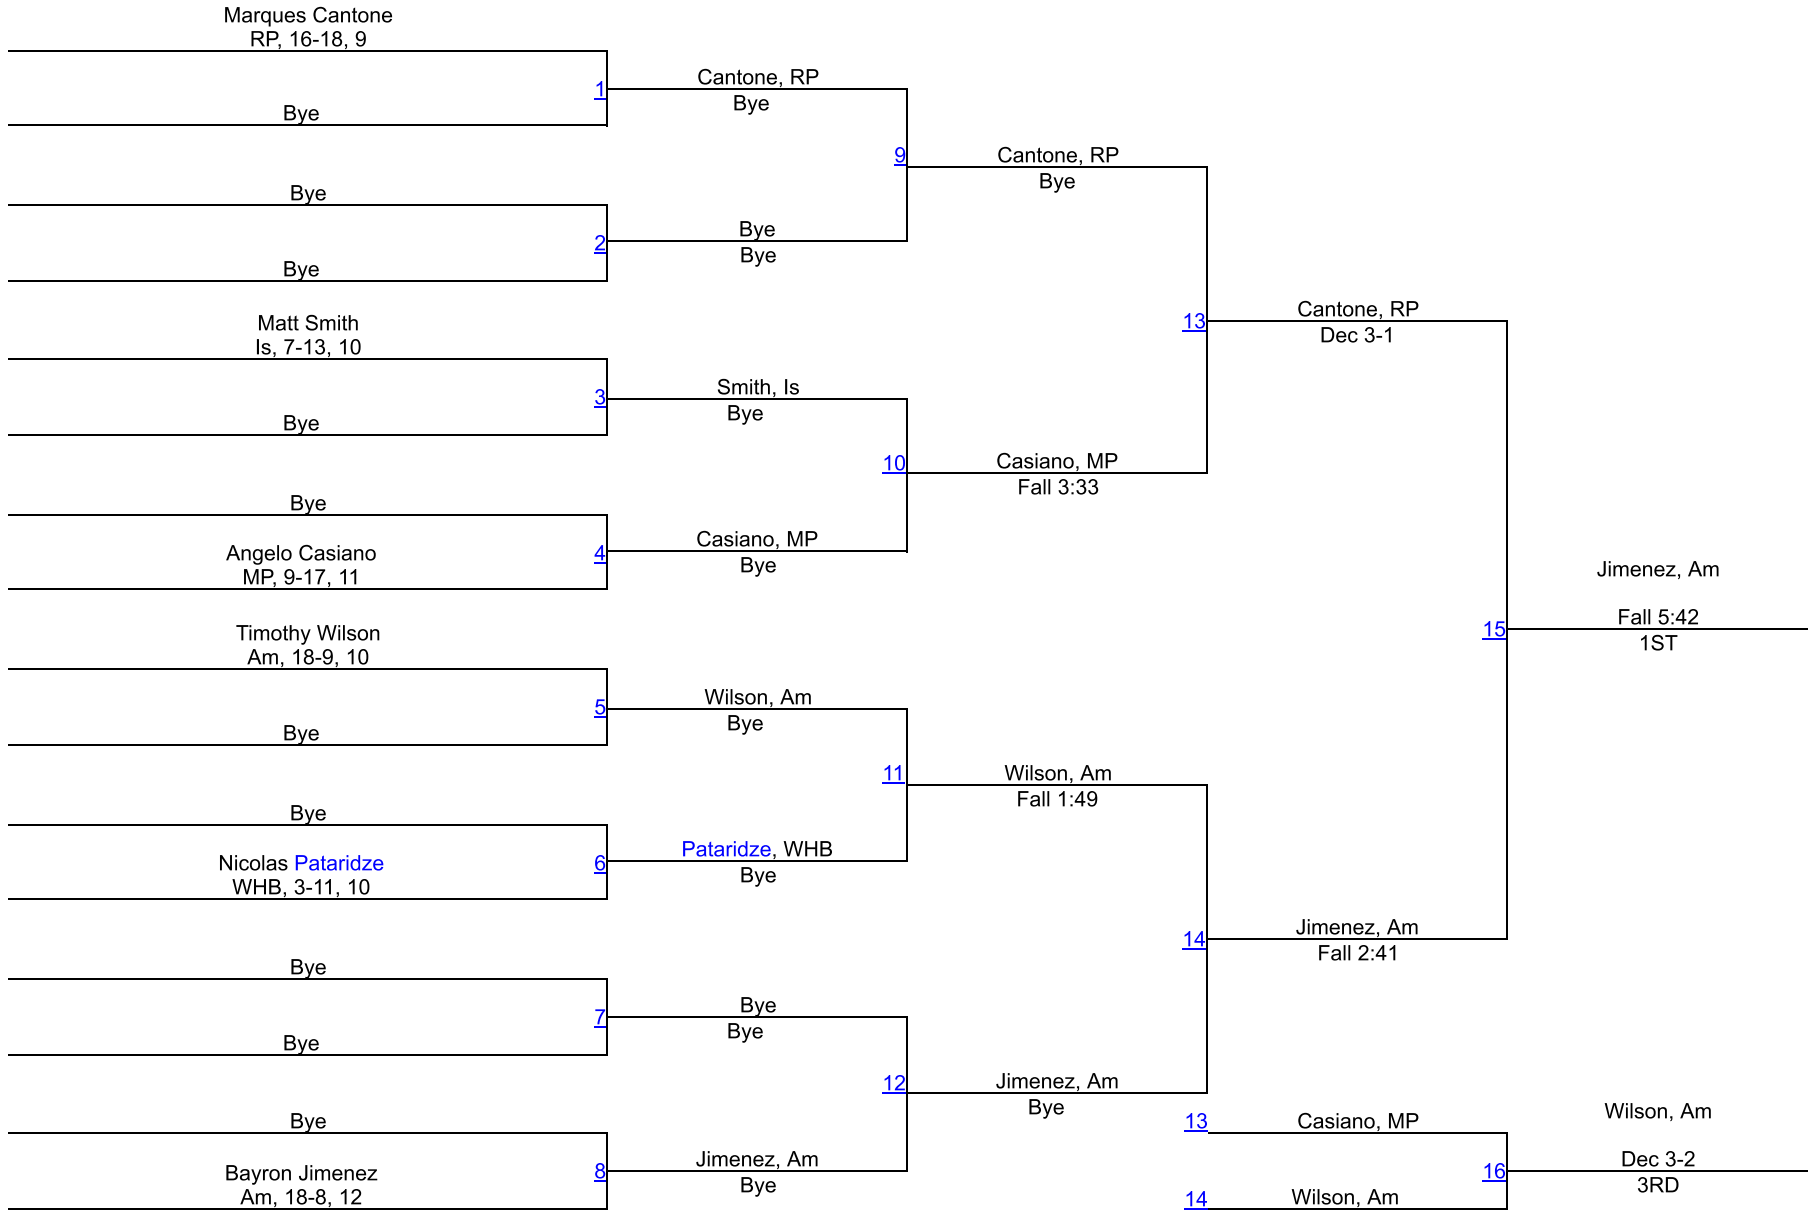 Marques Cantone
RP, 16-18, 9
1
Bye
Cantone, RP
Bye
Bye
2
Bye
Bye
Bye
9
Cantone, RP
Bye
Matt Smith
Is, 7-13, 10
3
Bye
Smith, Is
Bye
Bye
4
Angelo Casiano
MP, 9-17, 11
Casiano, MP
Bye
10
Casiano, MP
Fall 3:33
13
Cantone, RP
Dec 3-1
Timothy Wilson
Am, 18-9, 10
5
Bye
Wilson, Am
Bye
Bye
6
Nicolas Pataridze
WHB, 3-11, 10
Pataridze, WHB
Bye
11
Wilson, Am
Fall 1:49
Bye
7
Bye
Bye
Bye
Bye
8
Bayron Jimenez
Am, 18-8, 12
Jimenez, Am
Bye
12
Jimenez, Am
Bye
14
Jimenez, Am
Fall 2:41
15
Jimenez, Am
Fall 5:42
1ST
13
Casiano, MP
14
Wilson, Am
16
Wilson, Am
Dec 3-2
3RD